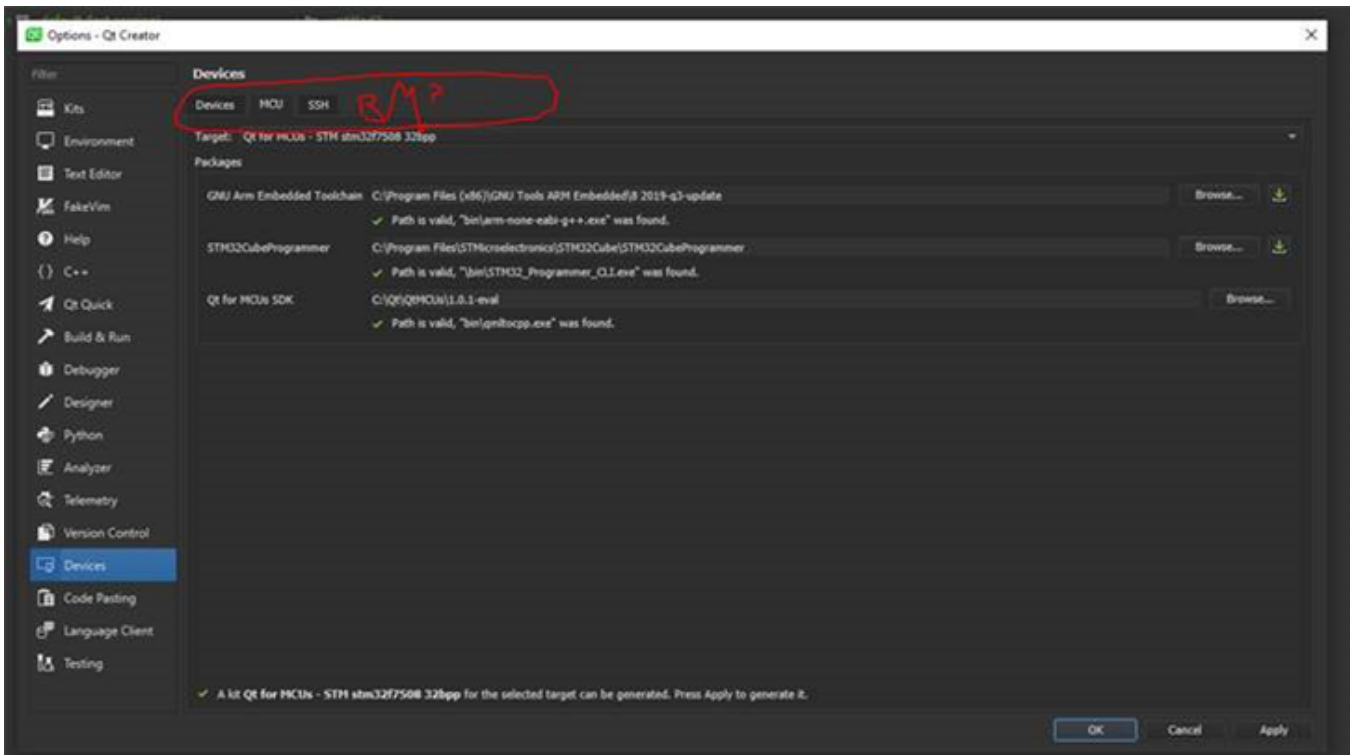 Options - Qt Creator
Filter
Kits
Environment
Text Editor
FakeVim
Help
{} C++
Qt Quick
Build & Run
Debugger
Designer
Python
Analyzer
Telemetry
Version Control
Devices
Code Pasting
Language Client
Testing
Devices
Devices MCU SSH BM?
Target: Qt for MCUs - STM stm32f7508 32bpp
Packages
GNU Arm Embedded Toolchain C:\Program Files (x86)\GNU Tools ARM Embedded\8 2019-q3-update Browse...
Path is valid, "bin\arm-none-eabi-g++.exe" was found.
STM32CubeProgrammer C:\Program Files\STMicroelectronics\STM32Cube\STM32CubeProgrammer Browse...
Path is valid, "\bin\STM32_Programmer_CLI.exe" was found.
Qt for MCUs SDK C:\Qt\QtMCUs\1.0.1-eval Browse...
Path is valid, "bin\qmltocpp.exe" was found.
A kit Qt for MCUs - STM stm32f7508 32bpp for the selected target can be generated. Press Apply to generate it.
OK Cancel Apply